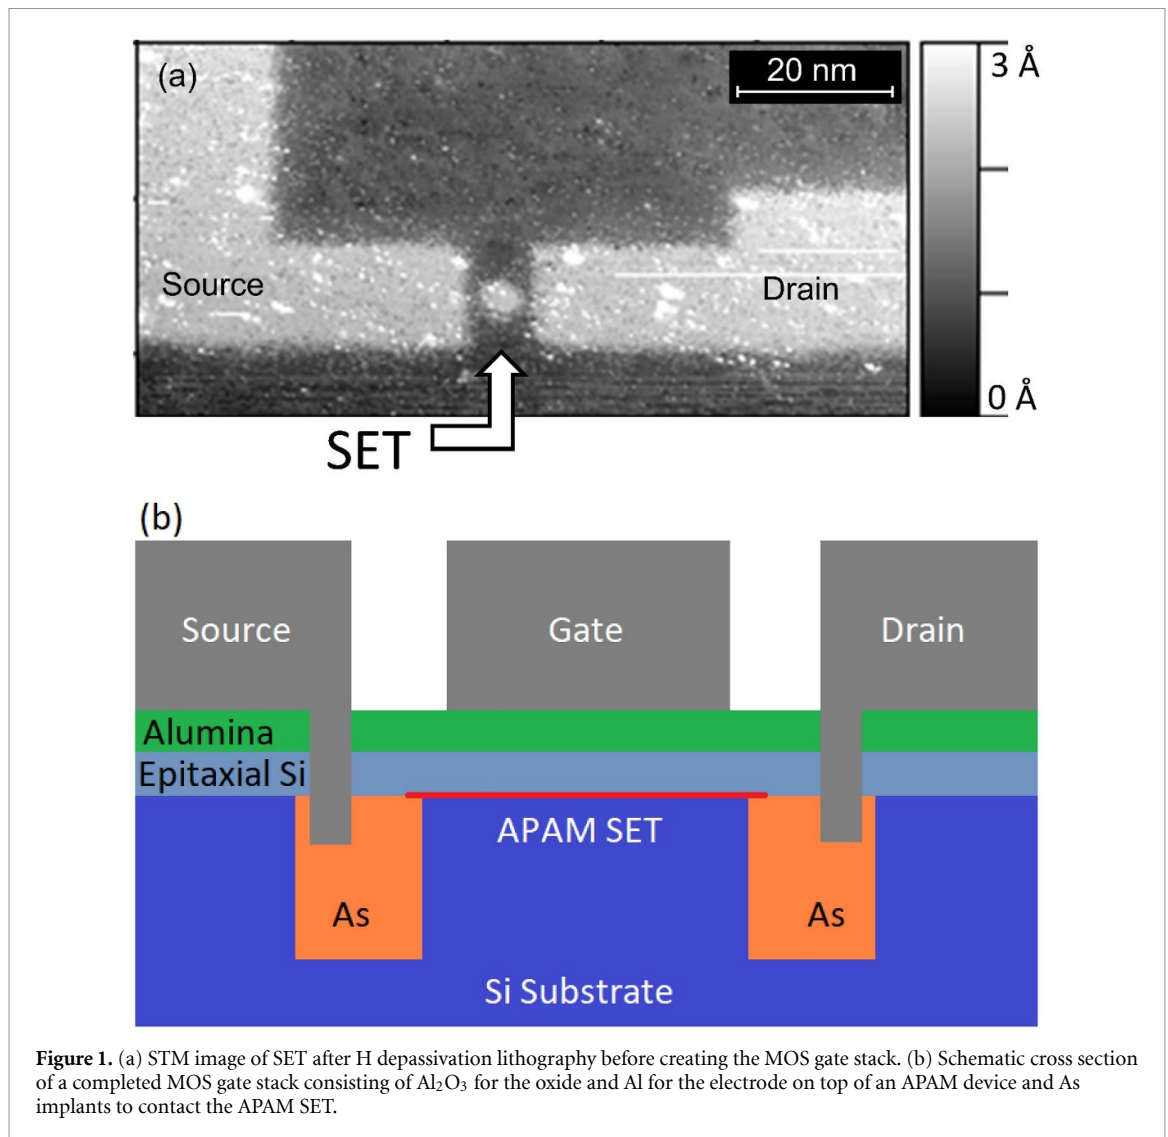 (a)
20 nm
3 Å
Source
Drain
0 Å
SET
(b)
Source
Gate
Drain
Alumina
Epitaxial Si
APAM SET
As
As
Si Substrate
Figure 1. (a) STM image of SET after H depassivation lithography before creating the MOS gate stack. (b) Schematic cross section
of a completed MOS gate stack consisting of Al₂O₃ for the oxide and Al for the electrode on top of an APAM device and As
implants to contact the APAM SET.